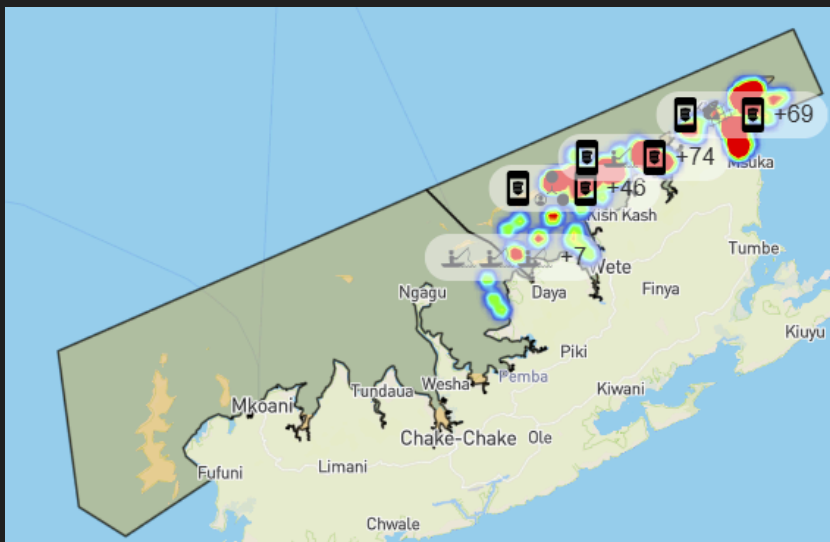 +69
+74
Msuka
+46
Kish Kash
Tumbe
+7
Wete
Ngagu
Daya
Finya
Kiuyu
Piki
Pemba
Wesha
Tundaua
Kiwani
Mkoani
Chake-Chake
Ole
Limani
Fufuni
Chwale